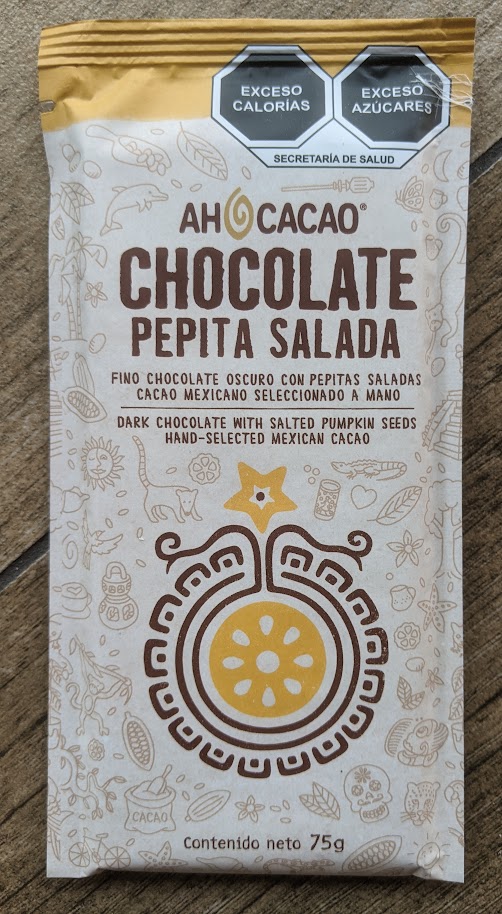 EXCESO
CALORÍAS
EXCESO
AZÚCARES
SECRETARÍA DE SALUD
AH CACAO®
CHOCOLATE
PEPITA SALADA
FINO CHOCOLATE OSCURO CON PEPITAS SALADAS
CACAO MEXICANO SELECCIONADO A MANO
DARK CHOCOLATE WITH SALTED PUMPKIN SEEDS
HAND-SELECTED MEXICAN CACAO
CACAO
Contenido neto 75g